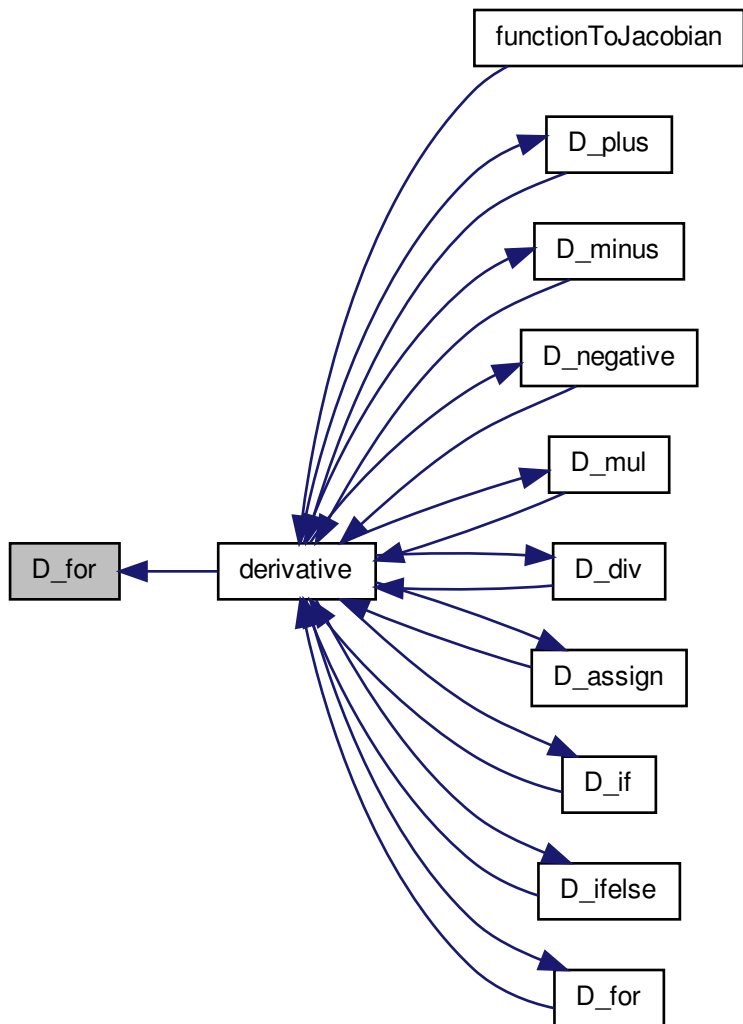 functionToJacobian
D_plus
D_minus
D_negative
D_mul
D_for
derivative
D_div
D_assign
D_if
D_ifelse
D_for